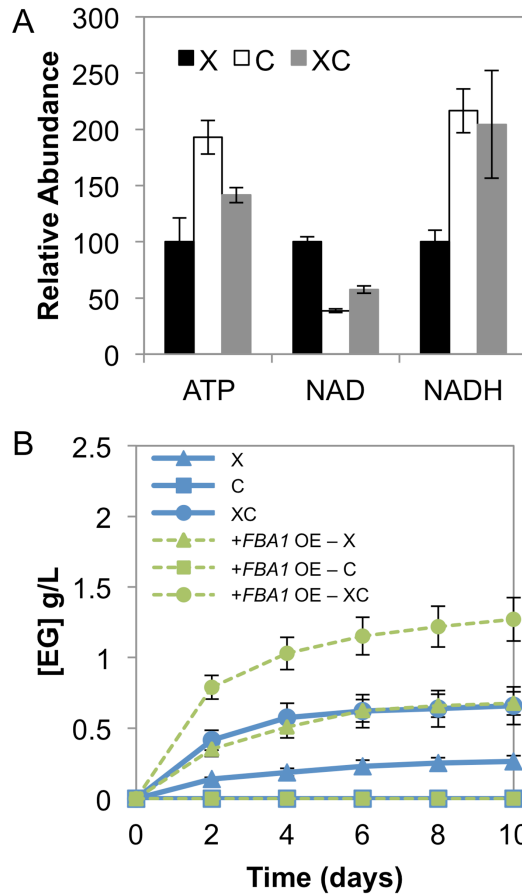 A
300
250
200
150
100
50
0
Relative Abundance
X C XC
ATP NAD NADH
B
2.5
2
1.5
1
0.5
0
[EG] g/L
X
C
XC
+FBA1 OE – X
+FBA1 OE – C
+FBA1 OE – XC
0 2 4 6 8 10
Time (days)